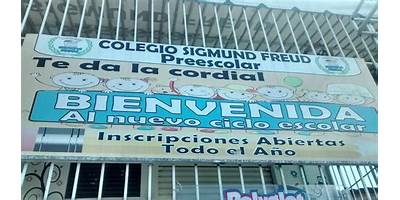 COLEGIO SIGMUND FREUD
Preescolar
Te da la cordial
BIENVENIDA
Al nuevo ciclo escolar
Inscripciones Abiertas
Todo el Año